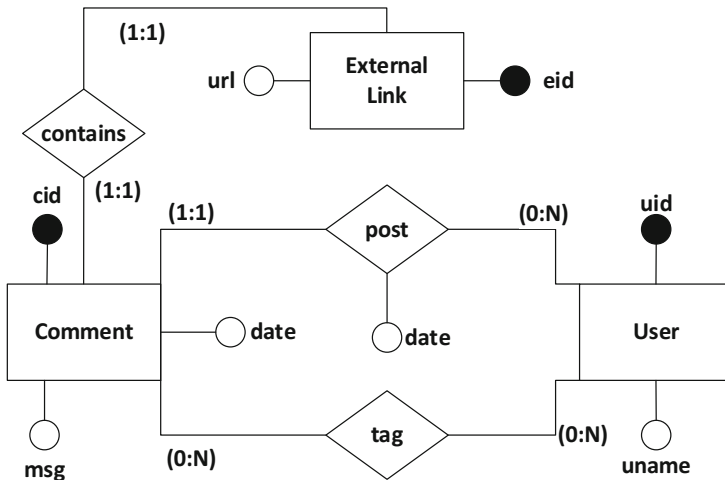 (1:1)
External
Link
url
eid
contains
cid
(1:1)
(1:1)
post
(0:N)
uid
Comment
date
date
User
msg
(0:N)
tag
(0:N)
uname